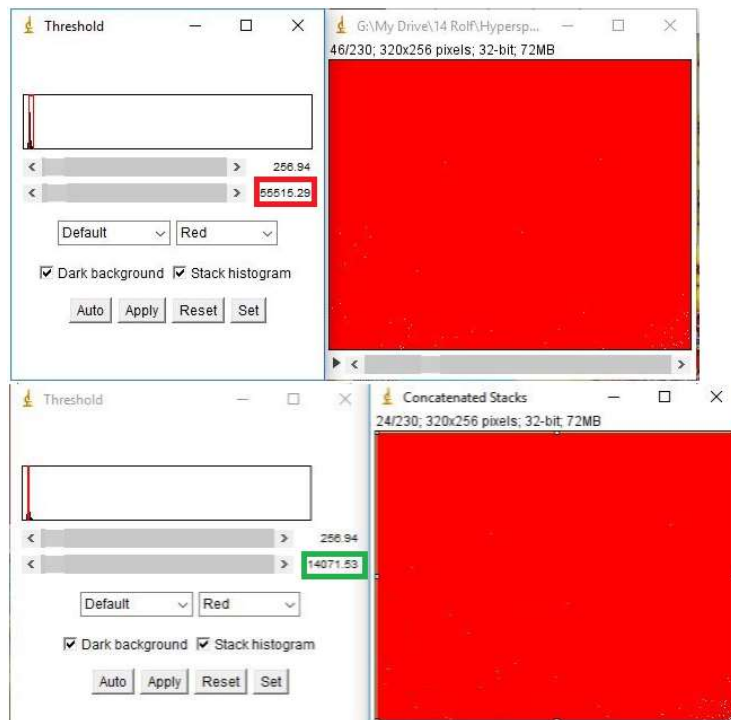 Threshold
G:\My Drive\14 Rolf\Hypersp...
46/230; 320x256 pixels; 32-bit; 72MB
256.94
55515.29
Default Red
Dark background Stack histogram
Auto Apply Reset Set
Threshold
Concatenated Stacks
24/230; 320x256 pixels; 32-bit; 72MB
256.94
14071.53
Default Red
Dark background Stack histogram
Auto Apply Reset Set